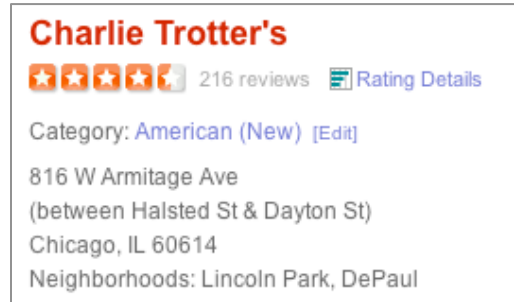 Charlie Trotter's
216 reviews Rating Details
Category: American (New) [Edit]
816 W Armitage Ave
(between Halsted St & Dayton St)
Chicago, IL 60614
Neighborhoods: Lincoln Park, DePaul